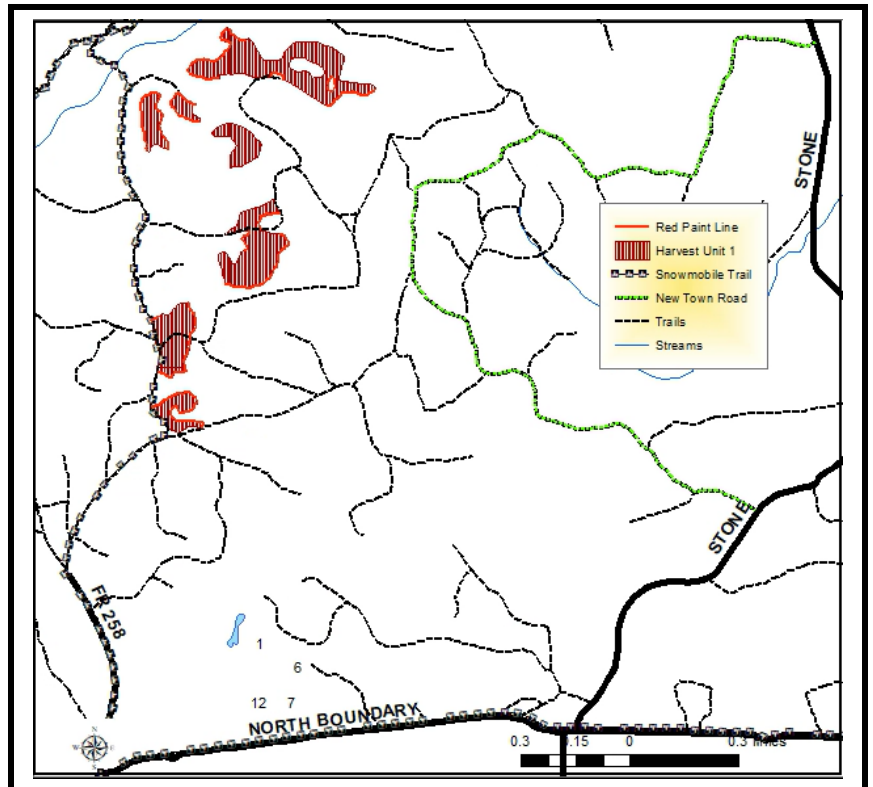 STONE
Red Paint Line
Harvest Unit 1
Snowmobile Trail
New Town Road
Trails
Streams
STONE
FR 258
1
6
12 7
NORTH BOUNDARY
N
W E
S
0.3 0.15 0 0.3 Miles